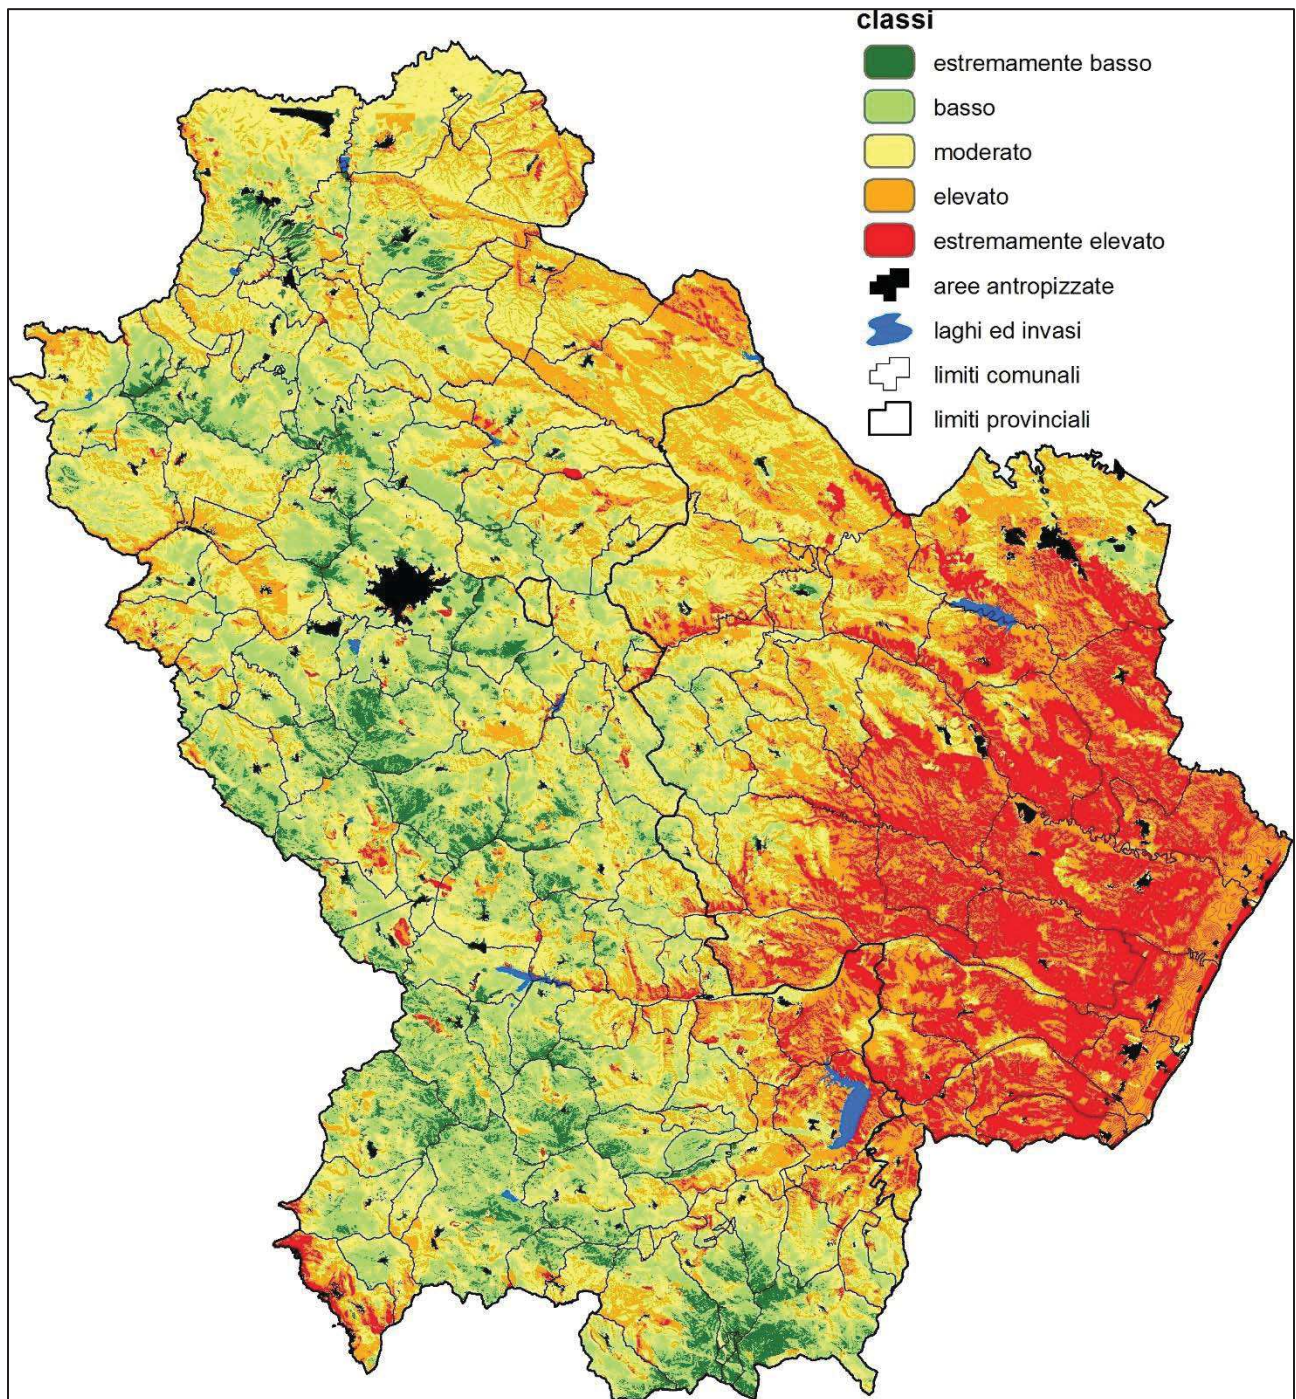 classi
estremamente basso
basso
moderato
elevato
estremamente elevato
aree antropizzate
laghi ed invasi
limiti comunali
limiti provinciali